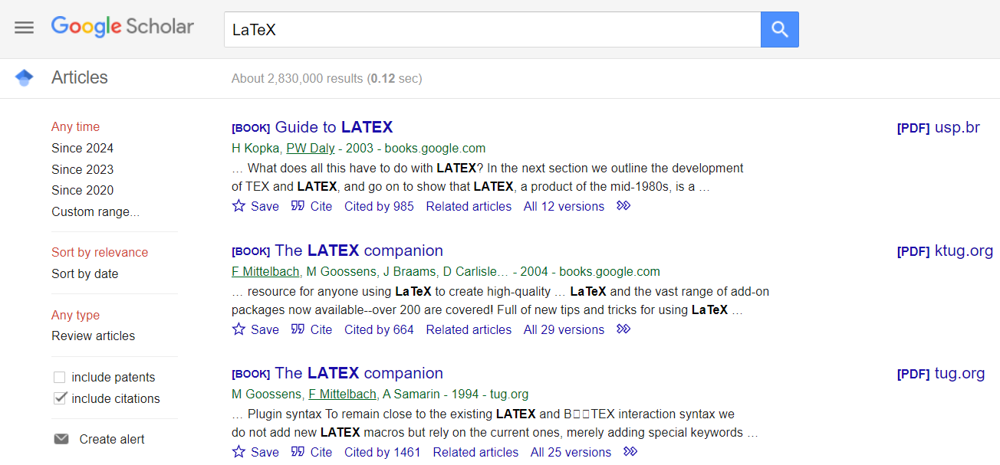 Google Scholar
LaTeX
Articles
About 2,830,000 results (0.12 sec)
Any time
Since 2024
Since 2023
Since 2020
Custom range...
Sort by relevance
Sort by date
Any type
Review articles
include patents
include citations
Create alert
[BOOK] Guide to LATEX
H Kopka, PW Daly - 2003 - books.google.com
… What does all this have to do with LATEX? In the next section we outline the development
of TEX and LATEX, and go on to show that LATEX, a product of the mid-1980s, is a …
Save Cite Cited by 985 Related articles All 12 versions
[PDF] usp.br
[BOOK] The LATEX companion
F Mittelbach, M Goossens, J Braams, D Carlisle… - 2004 - books.google.com
… resource for anyone using LaTeX to create high-quality … LaTeX and the vast range of add-on
packages now available--over 200 are covered! Full of new tips and tricks for using LaTeX …
Save Cite Cited by 664 Related articles All 29 versions
[PDF] ktug.org
[BOOK] The LATEX companion
M Goossens, F Mittelbach, A Samarin - 1994 - tug.org
… Plugin syntax To remain close to the existing LATEX and B□□TEX interaction syntax we
do not add new LATEX macros but rely on the current ones, merely adding special keywords …
Save Cite Cited by 1461 Related articles All 25 versions
[PDF] tug.org